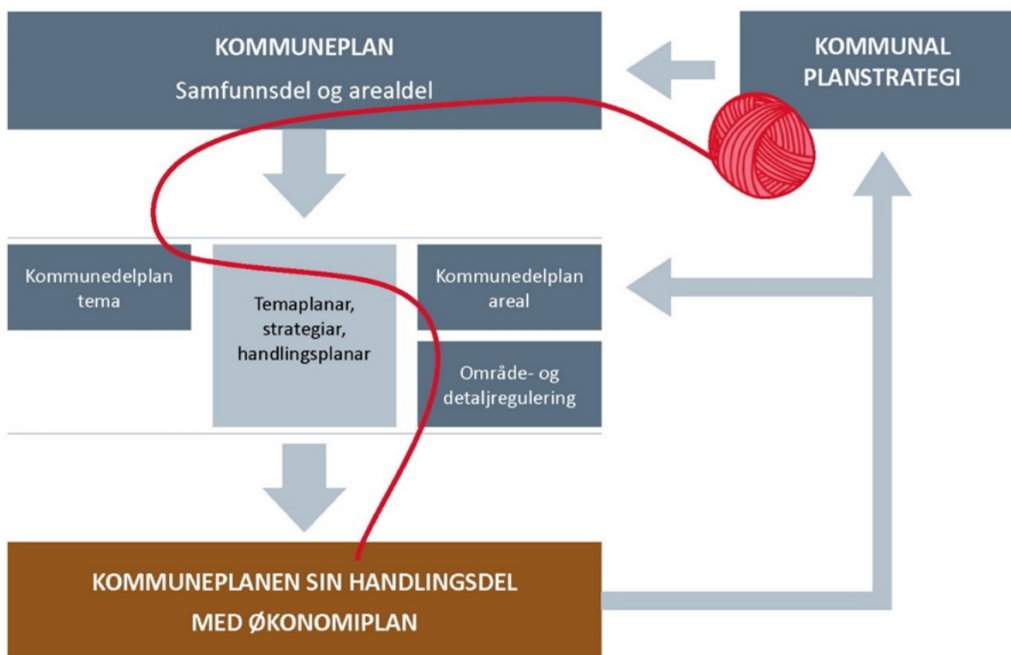 KOMMUNEPLAN
Samfunnsdel og arealdel
KOMMUNAL
PLANSTRATEGI
Kommunedelplan
tema
Temaplanar,
strategiar,
handlingsplanar
Kommunedelplan
areal
Område- og
detaljregulering
KOMMUNEPLANEN SIN HANDLINGSDEL
MED ØKONOMIPLAN